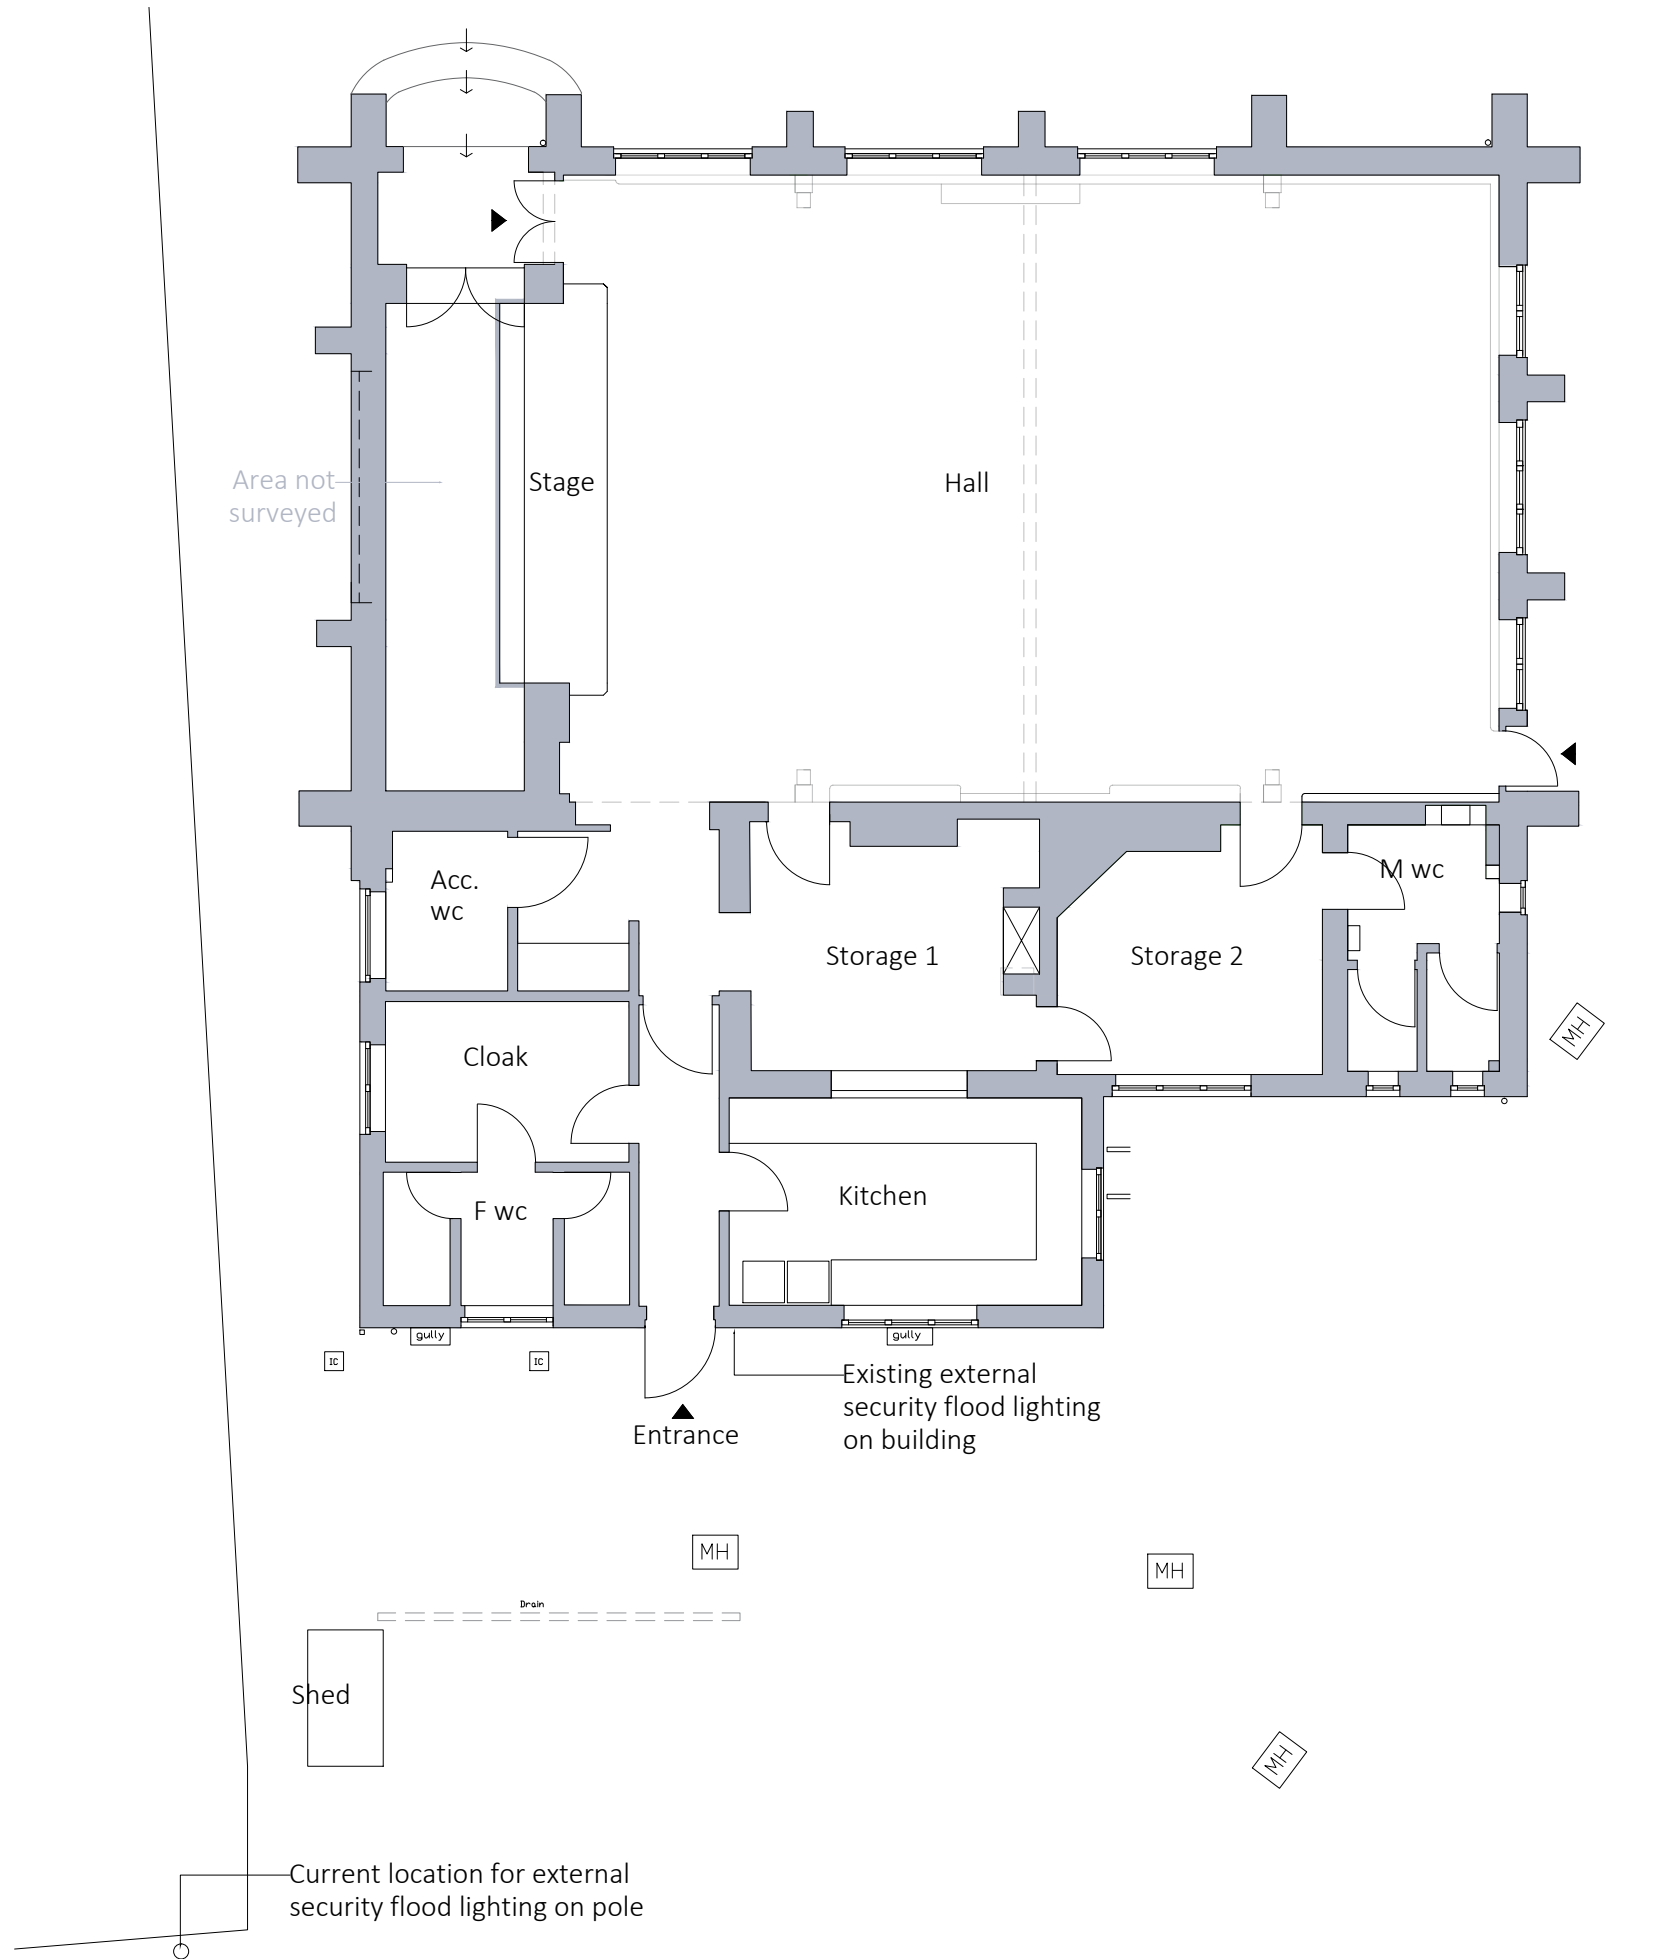 Area not
surveyed
Stage
Hall
Acc.
wc
M wc
Storage 1
Storage 2
MH
Cloak
Kitchen
F wc
gully
gully
IC
IC
Existing external
security flood lighting
on building
Entrance
MH
MH
Drain
Shed
MH
Current location for external
security flood lighting on pole